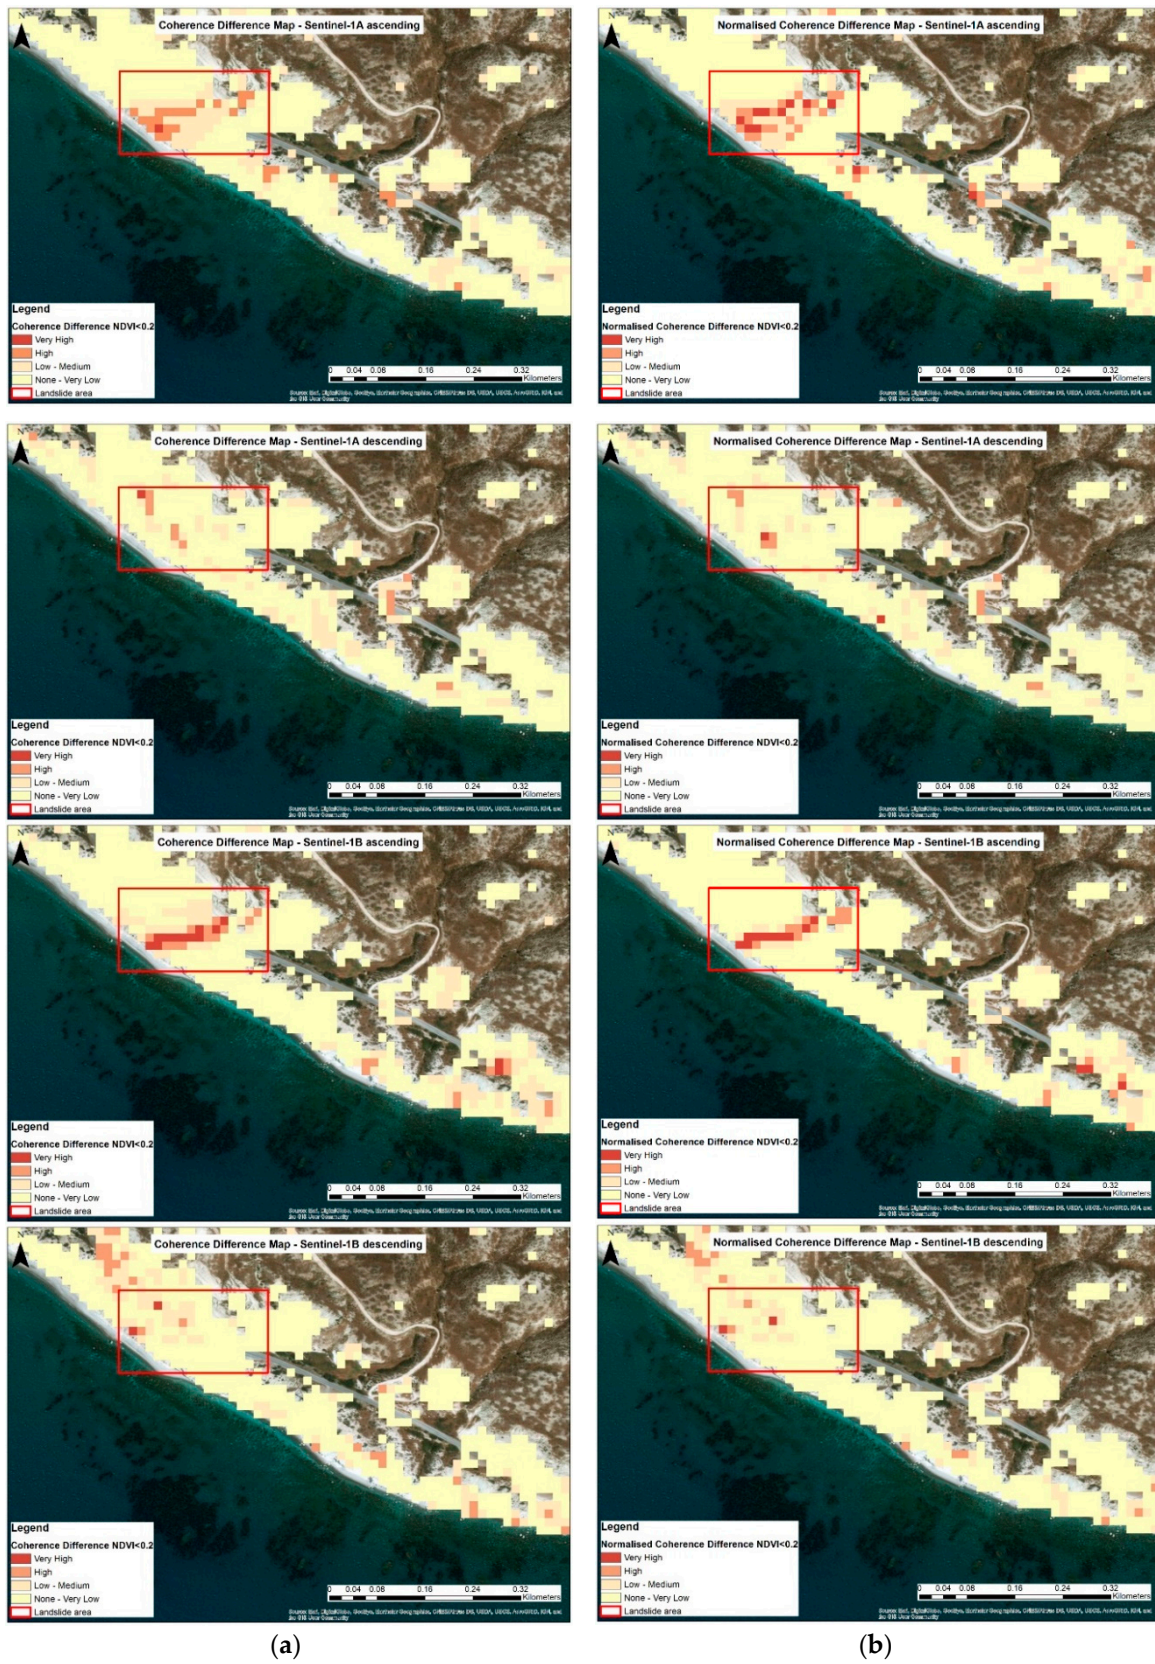 Coherence Difference Map - Sentinel-1A ascending
N
Legend
Coherence Difference NDVI<0.2
Very High
High
Low - Medium
None - Very Low
Landslide area
0 0.04 0.08 0.16 0.24 0.32
Kilometers
Normalised Coherence Difference Map - Sentinel-1A ascending
N
Legend
Normalised Coherence Difference NDVI<0.2
Very High
High
Low - Medium
None - Very Low
Landslide area
0 0.04 0.08 0.16 0.24 0.32
Kilometers
Coherence Difference Map - Sentinel-1A descending
N
Legend
Coherence Difference NDVI<0.2
Very High
High
Low - Medium
None - Very Low
Landslide area
0 0.04 0.08 0.16 0.24 0.32
Kilometers
Normalised Coherence Difference Map - Sentinel-1A descending
N
Legend
Normalised Coherence Difference NDVI<0.2
Very High
High
Low - Medium
None - Very Low
Landslide area
0 0.04 0.08 0.16 0.24 0.32
Kilometers
Coherence Difference Map - Sentinel-1B ascending
N
Legend
Coherence Difference NDVI<0.2
Very High
High
Low - Medium
None - Very Low
Landslide area
0 0.04 0.08 0.16 0.24 0.32
Kilometers
Normalised Coherence Difference Map - Sentinel-1B ascending
N
Legend
Normalised Coherence Difference NDVI<0.2
Very High
High
Low - Medium
None - Very Low
Landslide area
0 0.04 0.08 0.16 0.24 0.32
Kilometers
Coherence Difference Map - Sentinel-1B descending
N
Legend
Coherence Difference NDVI<0.2
Very High
High
Low - Medium
None - Very Low
Landslide area
0 0.04 0.08 0.16 0.24 0.32
Kilometers
Normalised Coherence Difference Map - Sentinel-1B descending
N
Legend
Normalised Coherence Difference NDVI<0.2
Very High
High
Low - Medium
None - Very Low
Landslide area
0 0.04 0.08 0.16 0.24 0.32
Kilometers
(a)
(b)